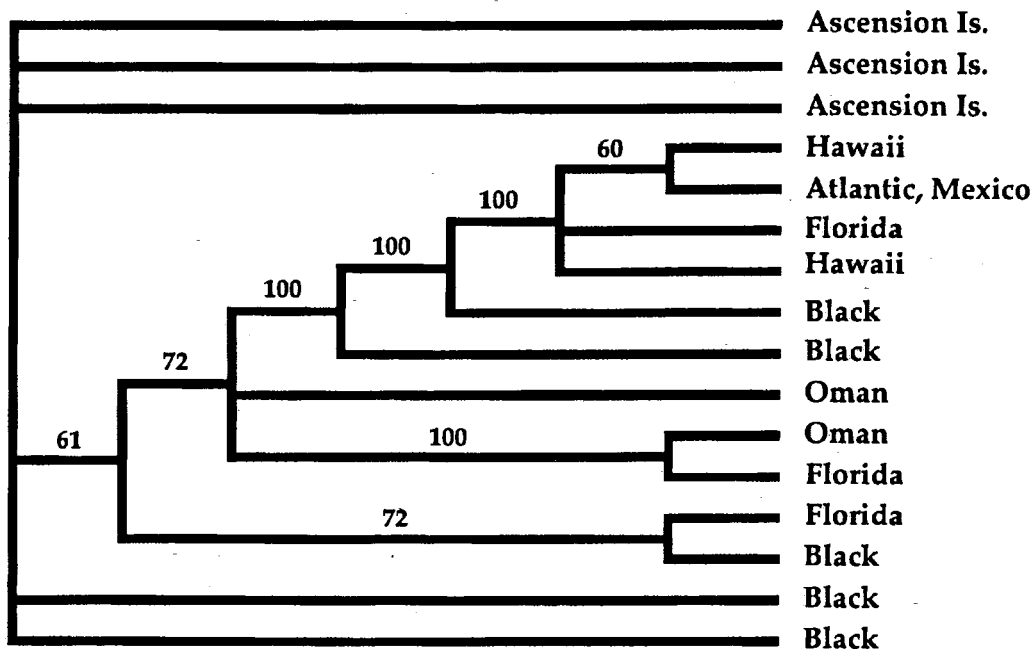 Ascension Is.
Ascension Is.
Ascension Is.
60
Hawaii
Atlantic, Mexico
100
Florida
100
Hawaii
100
Black
Black
72
Oman
61
100
Oman
Florida
72
Florida
Black
Black
Black